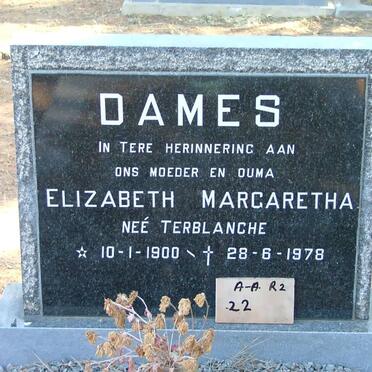 DAMES
IN TERE HERINNERING AAN
ONS MOEDER EN OUMA
ELIZABETH MARGARETHA
NEÉ TERBLANCHE
☆ 10-1-1900 ✝ 28-6-1978
A-A R2
22